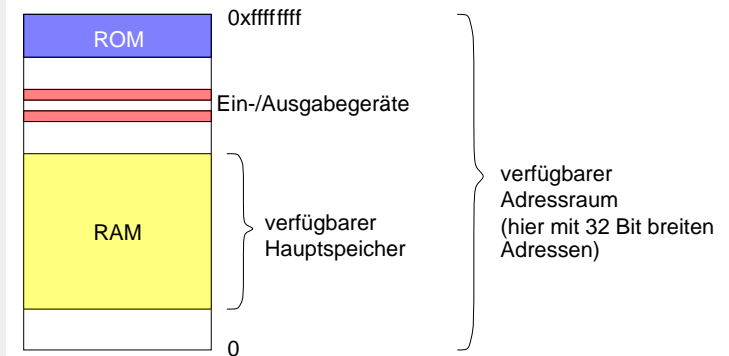 ROM
0xffffffff
Ein-/Ausgabegeräte
RAM
verfügbarer
Hauptspeicher
verfügbarer
Adressraum
(hier mit 32 Bit breiten
Adressen)
0